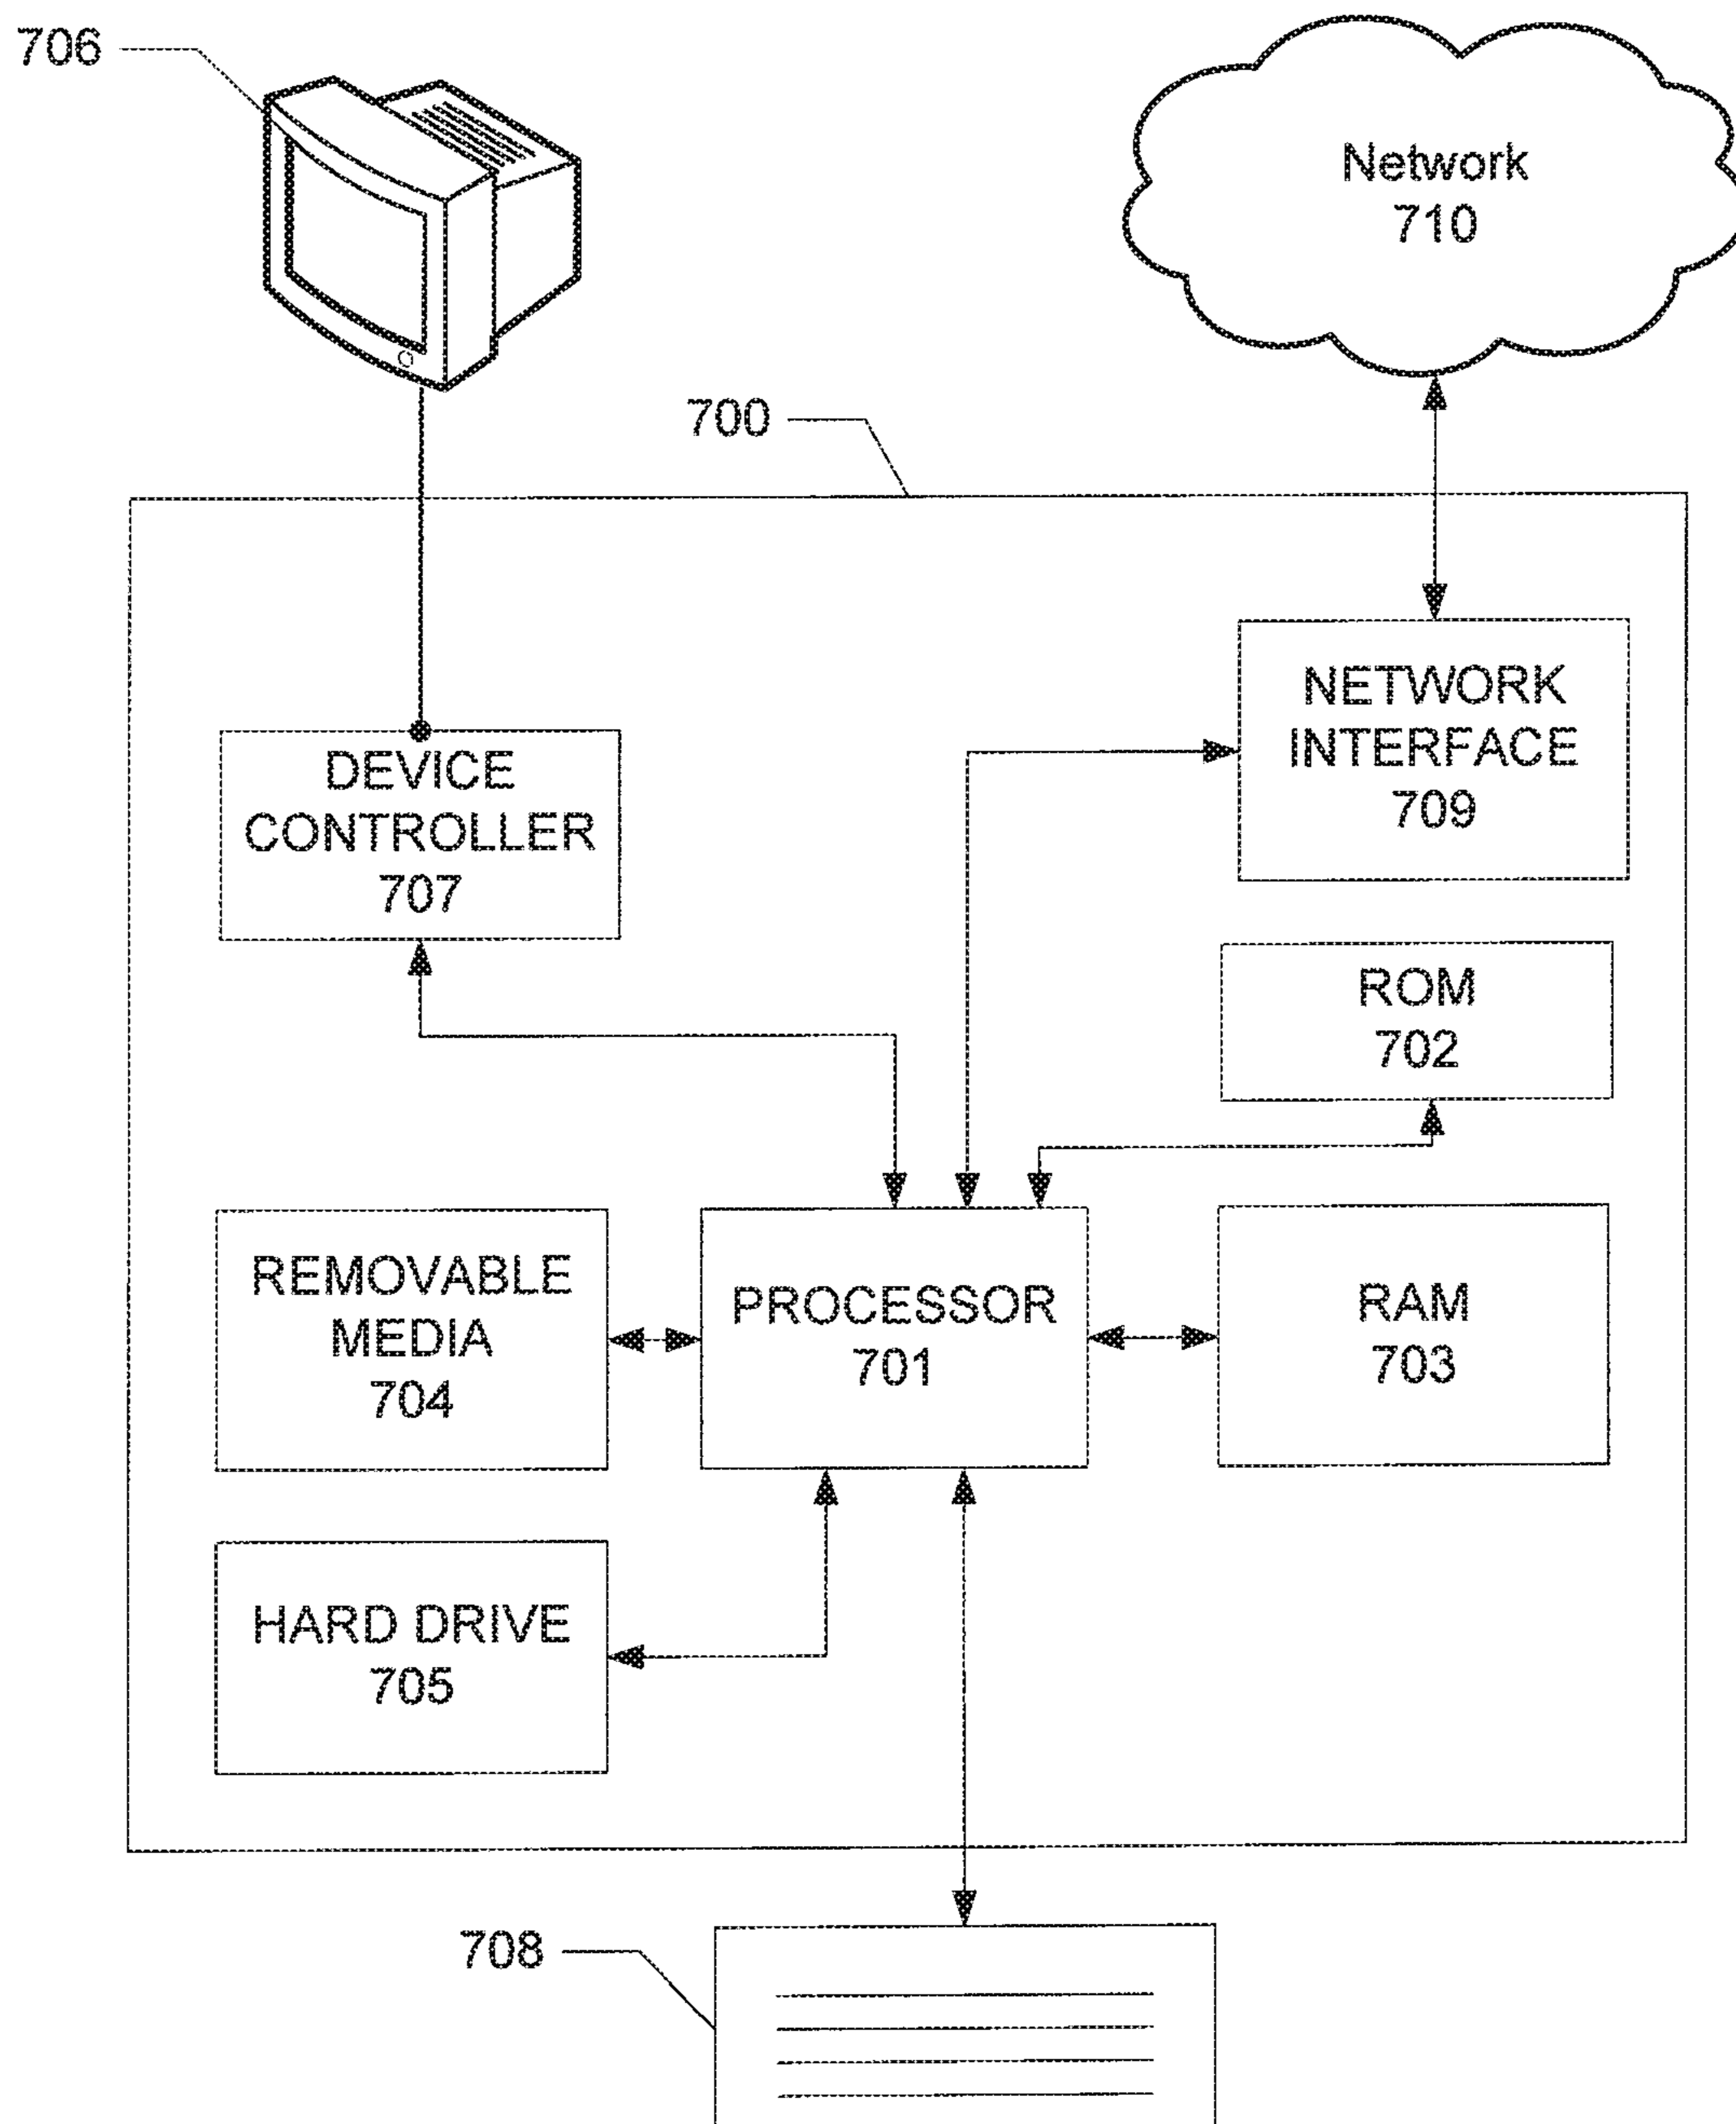 706
Network
710
700
NETWORK
INTERFACE
709
DEVICE
CONTROLLER
707
ROM
702
REMOVABLE
MEDIA
704
PROCESSOR
701
RAM
703
HARD DRIVE
705
708